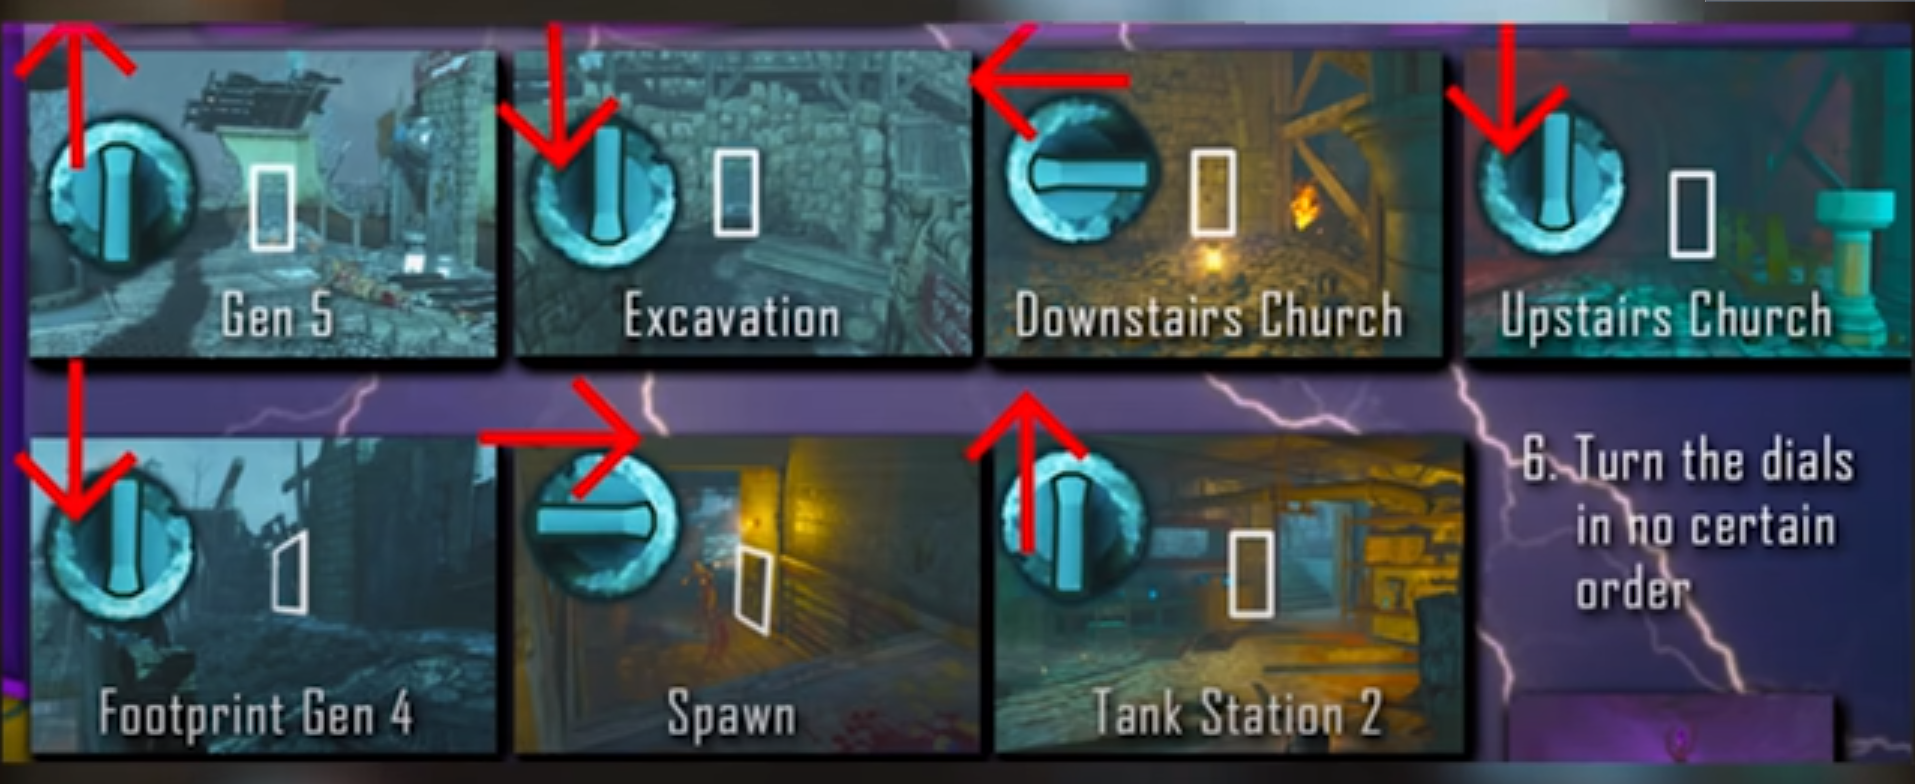 Gen 5
Excavation
Downstairs Church
Upstairs Church
Footprint Gen 4
Spawn
Tank Station 2
6. Turn the dials
in no certain
order